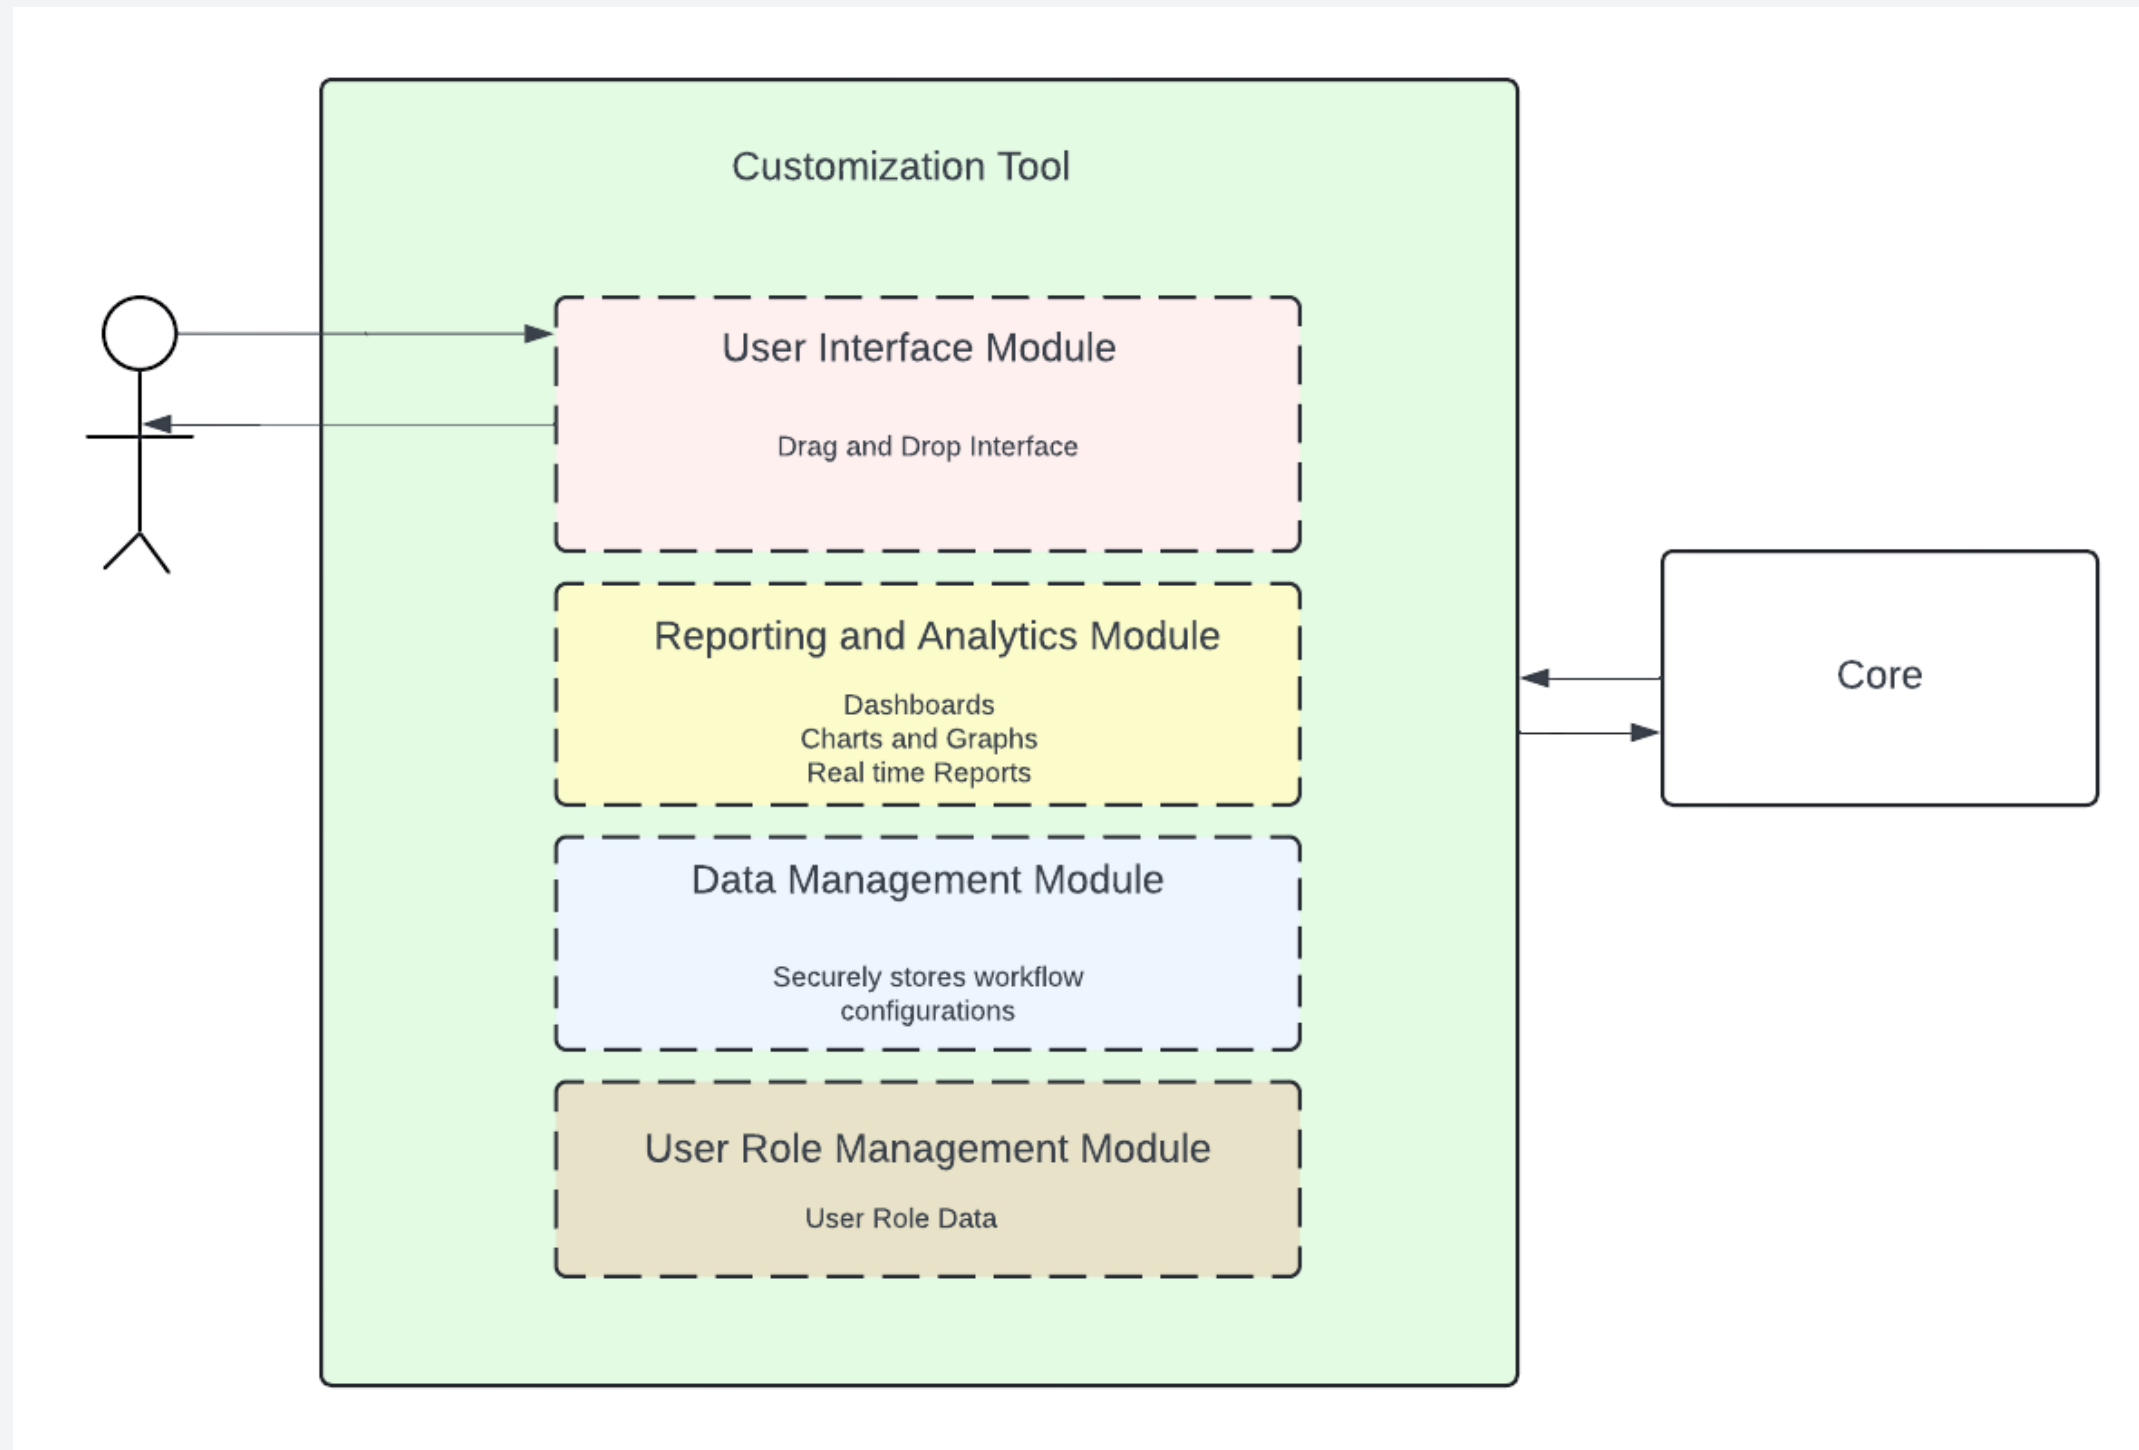 Customization Tool
User Interface Module
Drag and Drop Interface
Reporting and Analytics Module
Dashboards
Charts and Graphs
Real time Reports
Core
Data Management Module
Securely stores workflow
configurations
User Role Management Module
User Role Data